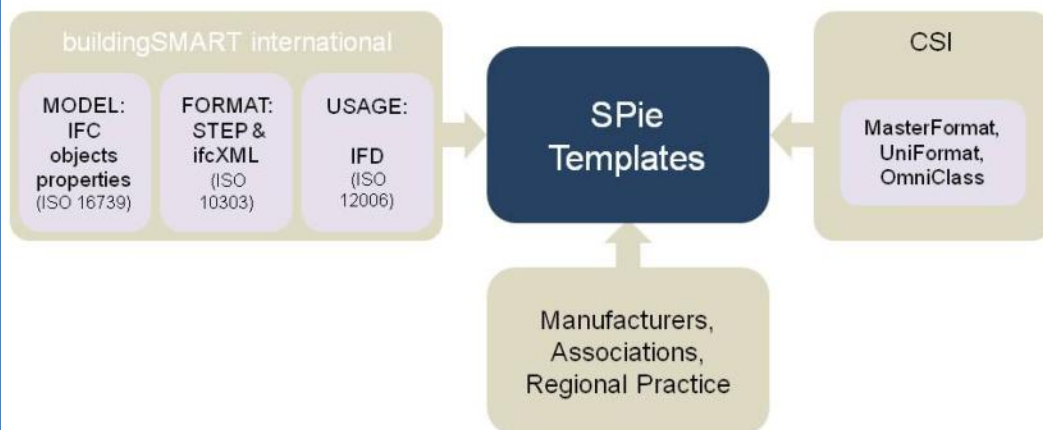 buildingSMART international
MODEL:
IFC
objects
properties
(ISO 16739)
FORMAT:
STEP &
ifcXML
(ISO
10303)
USAGE:
IFD
(ISO
12006)
SPie
Templates
CSI
MasterFormat,
UniFormat,
OmniClass
Manufacturers,
Associations,
Regional Practice